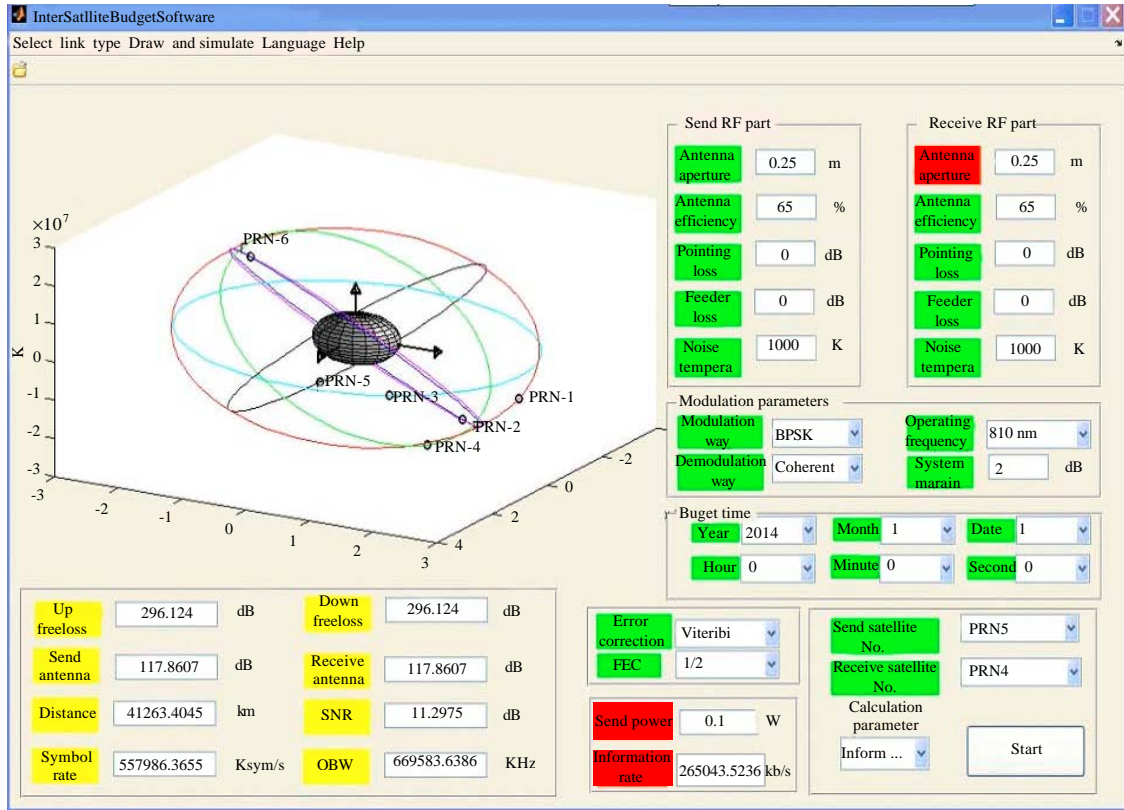 InterSatlliteBudgetSoftware
Select link type Draw and simulate Language Help
×10⁷
3
2
1
0
-1
-2
-3
K
-3
-2
-1
0
1
2
3
4
2
0
-2
PRN-6
PRN-5
PRN-3
PRN-1
PRN-2
PRN-4
Send RF part
Antenna
aperture
0.25 m
Antenna
efficiency
65 %
Pointing
loss
0 dB
Feeder
loss
0 dB
Noise
tempera
1000 K
Receive RF part
Antenna
aperture
0.25 m
Antenna
efficiency
65 %
Pointing
loss
0 dB
Feeder
loss
0 dB
Noise
tempera
1000 K
Modulation parameters
Modulation
way
BPSK
Operating
frequency
810 nm
Demodulation
way
Coherent
System
marain
2 dB
Buget time
Year 2014 Month 1 Date 1
Hour 0 Minute 0 Second 0
Up
freeloss
296.124 dB
Down
freeloss
296.124 dB
Send
antenna
117.8607 dB
Receive
antenna
117.8607 dB
Distance 41263.4045 km
SNR 11.2975 dB
Symbol
rate
557986.3655 Ksym/s
OBW 669583.6386 KHz
Error
correction
Viteribi
FEC 1/2
Send power 0.1 W
Information
rate
265043.5236 kb/s
Send satellite
No.
PRN5
Receive satellite
No.
PRN4
Calculation
parameter
Inform ...
Start